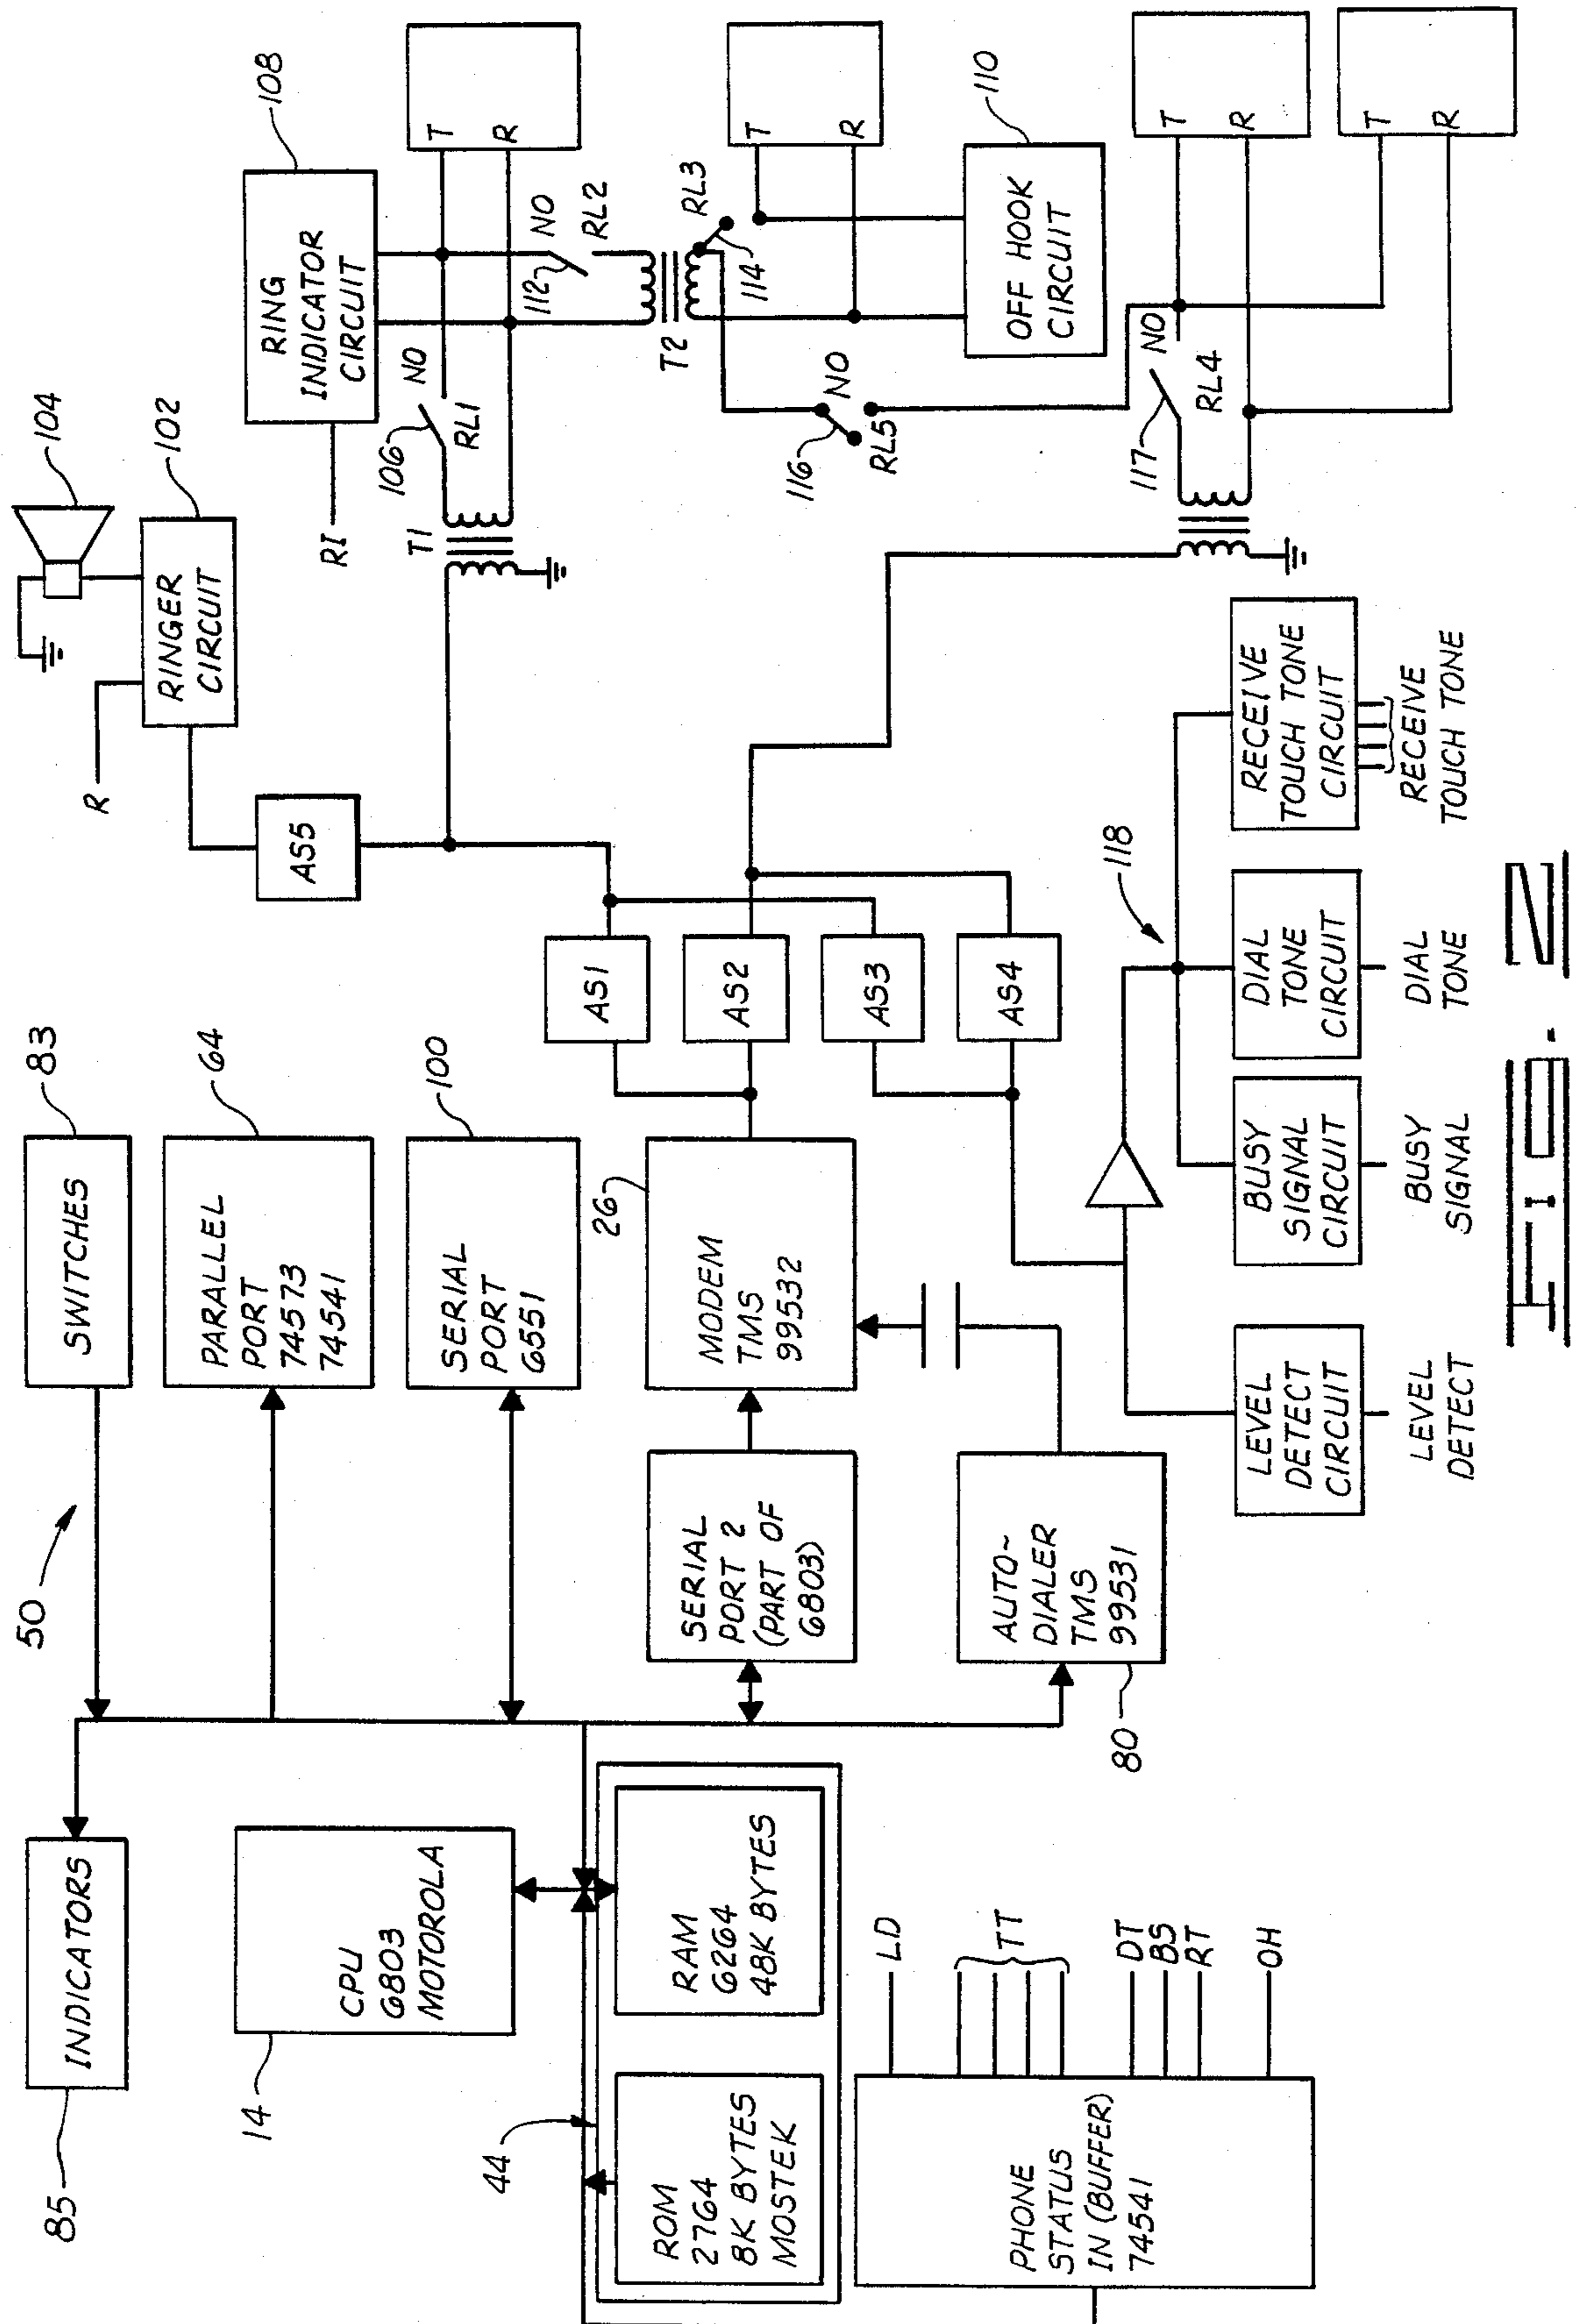 85
INDICATORS
50
SWITCHES
83
PARALLEL
PORT
74573
74541
64
14
CPU
6803
MOTOROLA
SERIAL
PORT
6551
100
44
ROM
2764
8K BYTES
MOSTEK
RAM
6264
48K BYTES
SERIAL
PORT 2
(PART OF
6803)
MODEM
TMS
99532
26
AUTO~
DIALER
TMS
99531
80
PHONE
STATUS
IN (BUFFER)
74541
LD
TT
DT
BS
RT
OH
AS1
AS2
AS3
AS4
AS5
R
RINGER
CIRCUIT
102
104
RI
RING
INDICATOR
CIRCUIT
108
T1
106
RL1
NO
T
R
112
NO
RL2
T2
RL3
114
T
R
OFF HOOK
CIRCUIT
110
116
NO
RL5
117
NO
RL4
T
R
T
R
118
LEVEL
DETECT
CIRCUIT
LEVEL
DETECT
BUSY
SIGNAL
CIRCUIT
BUSY
SIGNAL
DIAL
TONE
CIRCUIT
DIAL
TONE
RECEIVE
TOUCH TONE
CIRCUIT
RECEIVE
TOUCH TONE
FIG. 2